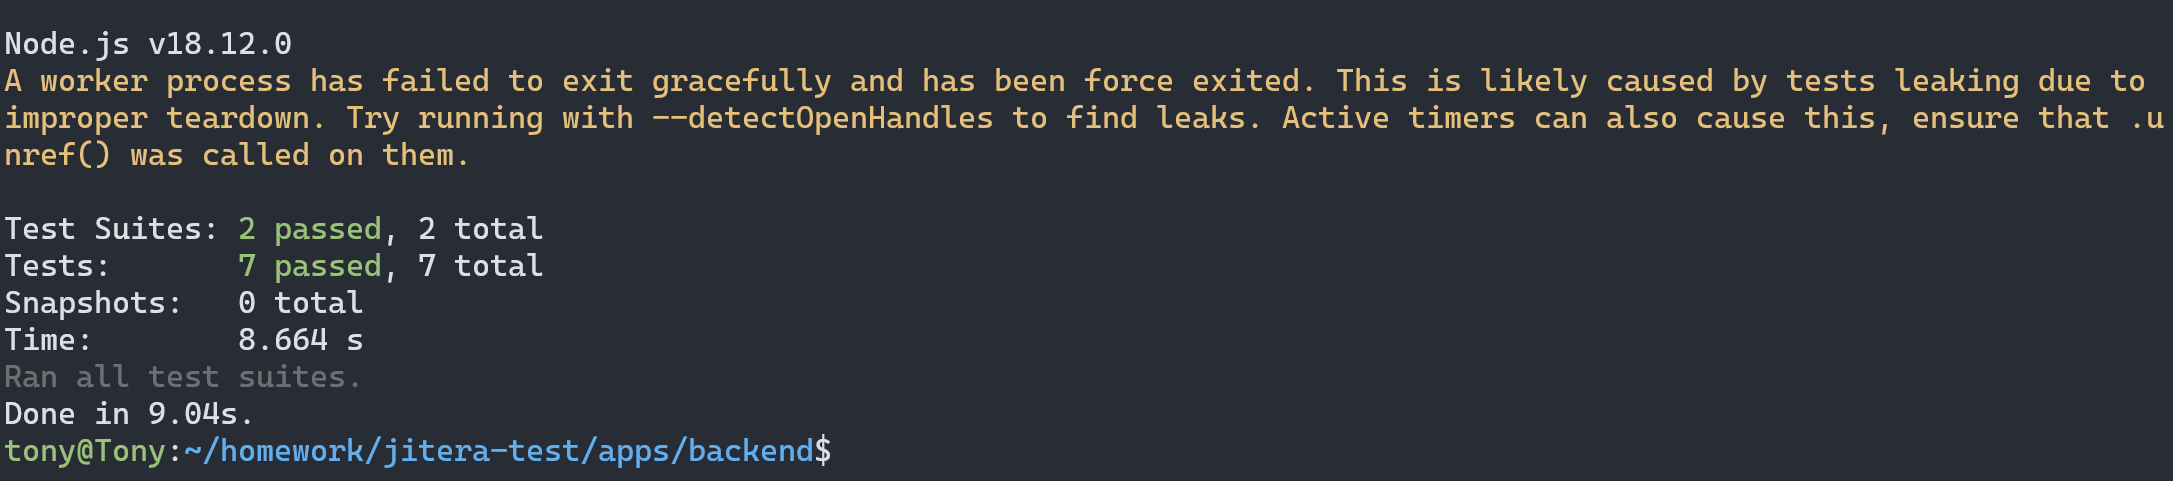 Node.js v18.12.0
A worker process has failed to exit gracefully and has been force exited. This is likely caused by tests leaking due to
improper teardown. Try running with --detectOpenHandles to find leaks. Active timers can also cause this, ensure that .u
nref() was called on them.
Test Suites: 2 passed, 2 total
Tests:       7 passed, 7 total
Snapshots:   0 total
Time:        8.664 s
Ran all test suites.
Done in 9.04s.
tony@Tony:~/homework/jitera-test/apps/backend$